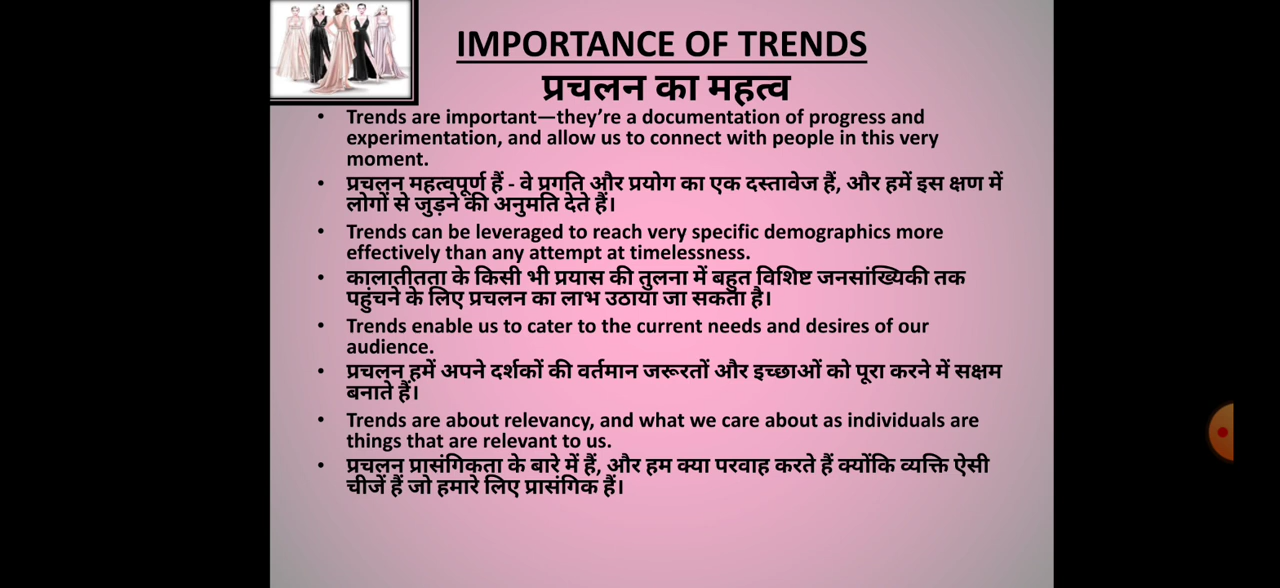 IMPORTANCE OF TRENDS
प्रचलन का महत्व
• Trends are important—they're a documentation of progress and
experimentation, and allow us to connect with people in this very
moment.
• प्रचलन महत्वपूर्ण हैं - वे प्रगति और प्रयोग का एक दस्तावेज हैं, और हमें इस क्षण में
लोगों से जुड़ने की अनुमति देते हैं।
• Trends can be leveraged to reach very specific demographics more
effectively than any attempt at timelessness.
• कालातीतता के किसी भी प्रयास की तुलना में बहुत विशिष्ट जनसांख्यिकी तक
पहुंचने के लिए प्रचलन का लाभ उठाया जा सकता है।
• Trends enable us to cater to the current needs and desires of our
audience.
• प्रचलन हमें अपने दर्शकों की वर्तमान जरूरतों और इच्छाओं को पूरा करने में सक्षम
बनाते हैं।
• Trends are about relevancy, and what we care about as individuals are
things that are relevant to us.
• प्रचलन प्रासंगिकता के बारे में हैं, और हम क्या परवाह करते हैं क्योंकि व्यक्ति ऐसी
चीजें हैं जो हमारे लिए प्रासंगिक हैं।